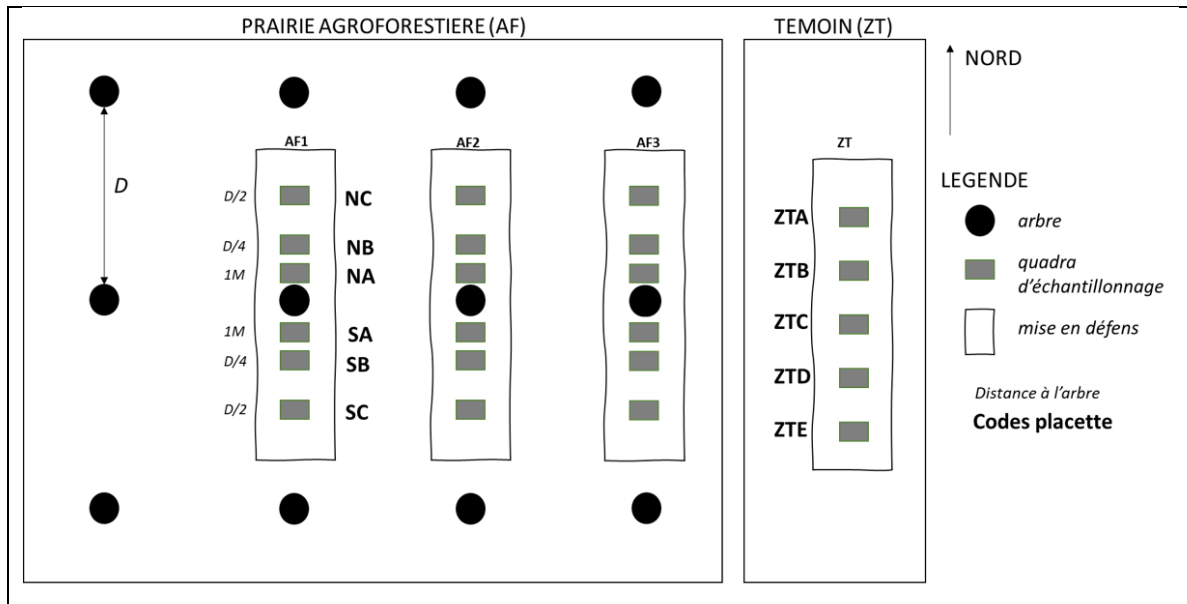 PRAIRIE AGROFORESTIERE (AF)
TEMOIN (ZT)
NORD
D
AF1
AF2
AF3
D/2
NC
D/4
NB
1M
NA
1M
SA
D/4
SB
D/2
SC
ZT
ZTA
ZTB
ZTC
ZTD
ZTE
LEGENDE
arbre
quadra
d'échantillonnage
mise en défens
Distance à l'arbre
Codes placette